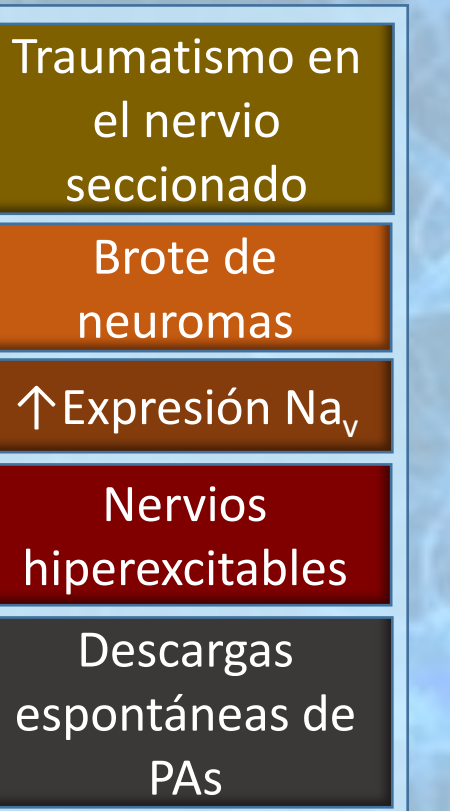 Traumatismo en
el nervio
seccionado
Brote de
neuromas
↑Expresión Naᵥ
Nervios
hiperexcitables
Descargas
espontáneas de
PAs